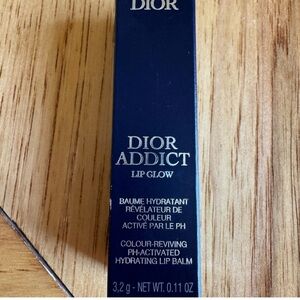 DIOR
DIOR
ADDICT
LIP GLOW
BAUME HYDRATANT
RÉVÉLATEUR DE
COULEUR
ACTIVÉ PAR LE PH
COLOUR-REVIVING
PH-ACTIVATED
HYDRATING LIP BALM
3,2 g - NET WT. 0.11 OZ